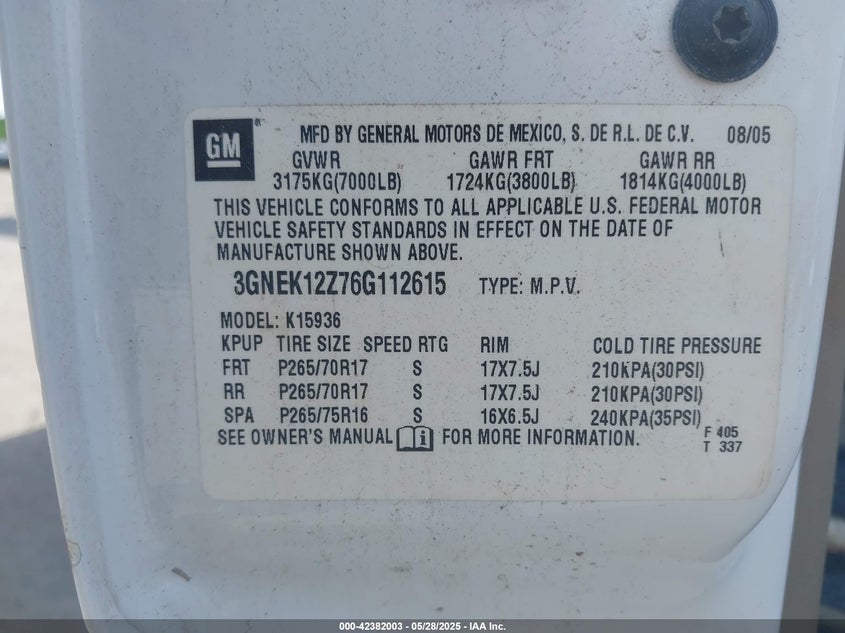 GM MFD BY GENERAL MOTORS DE MEXICO, S. DE R.L. DE C.V. 08/05
GVWR GAWR FRT GAWR RR
3175KG(7000LB) 1724KG(3800LB) 1814KG(4000LB)
THIS VEHICLE CONFORMS TO ALL APPLICABLE U.S. FEDERAL MOTOR
VEHICLE SAFETY STANDARDS IN EFFECT ON THE DATE OF
MANUFACTURE SHOWN ABOVE.
3GNEK12Z76G112615 TYPE: M.P.V.
MODEL: K15936
KPUP TIRE SIZE SPEED RTG RIM COLD TIRE PRESSURE
FRT P265/70R17 S 17X7.5J 210KPA(30PSI)
RR P265/70R17 S 17X7.5J 210KPA(30PSI)
SPA P265/75R16 S 16X6.5J 240KPA(35PSI)
SEE OWNER'S MANUAL i FOR MORE INFORMATION. F 405
T 337
000-42382003 — 05/28/2025 - IAA Inc.